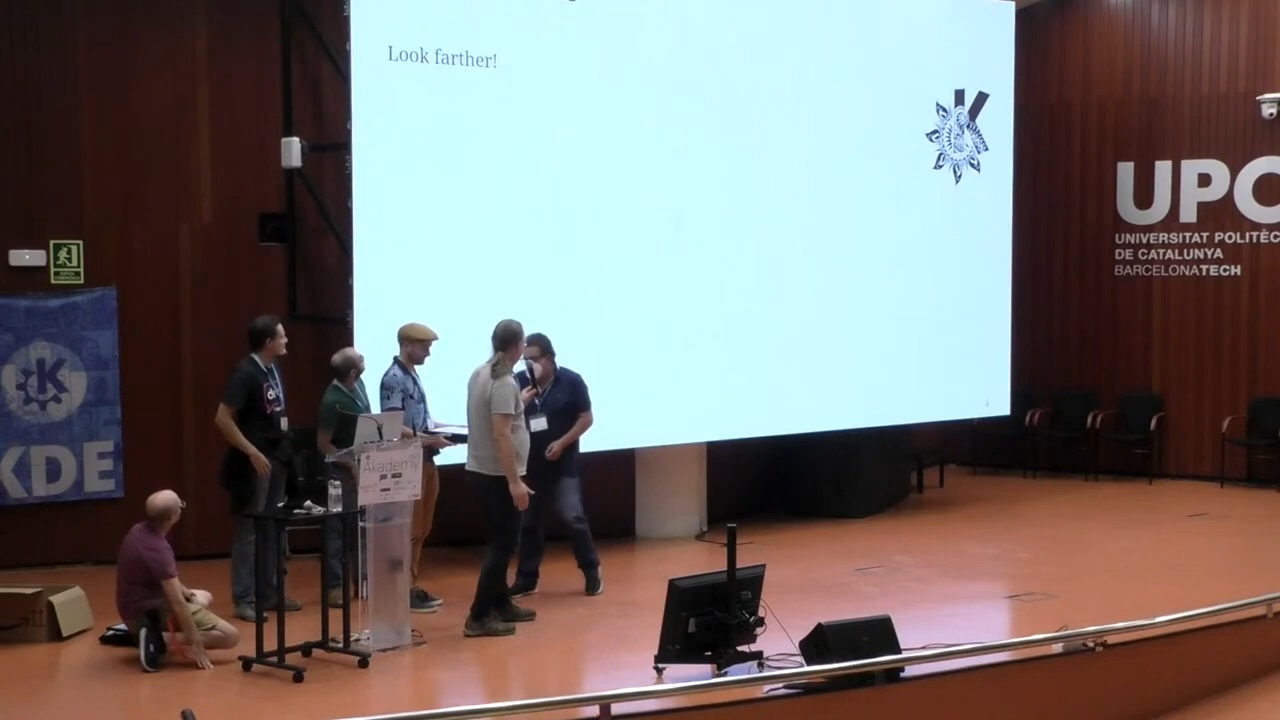 Look farther!
K
UPC
UNIVERSITAT POLITÈC
DE CATALUNYA
BARCELONATECH
K
KDE
Akademy